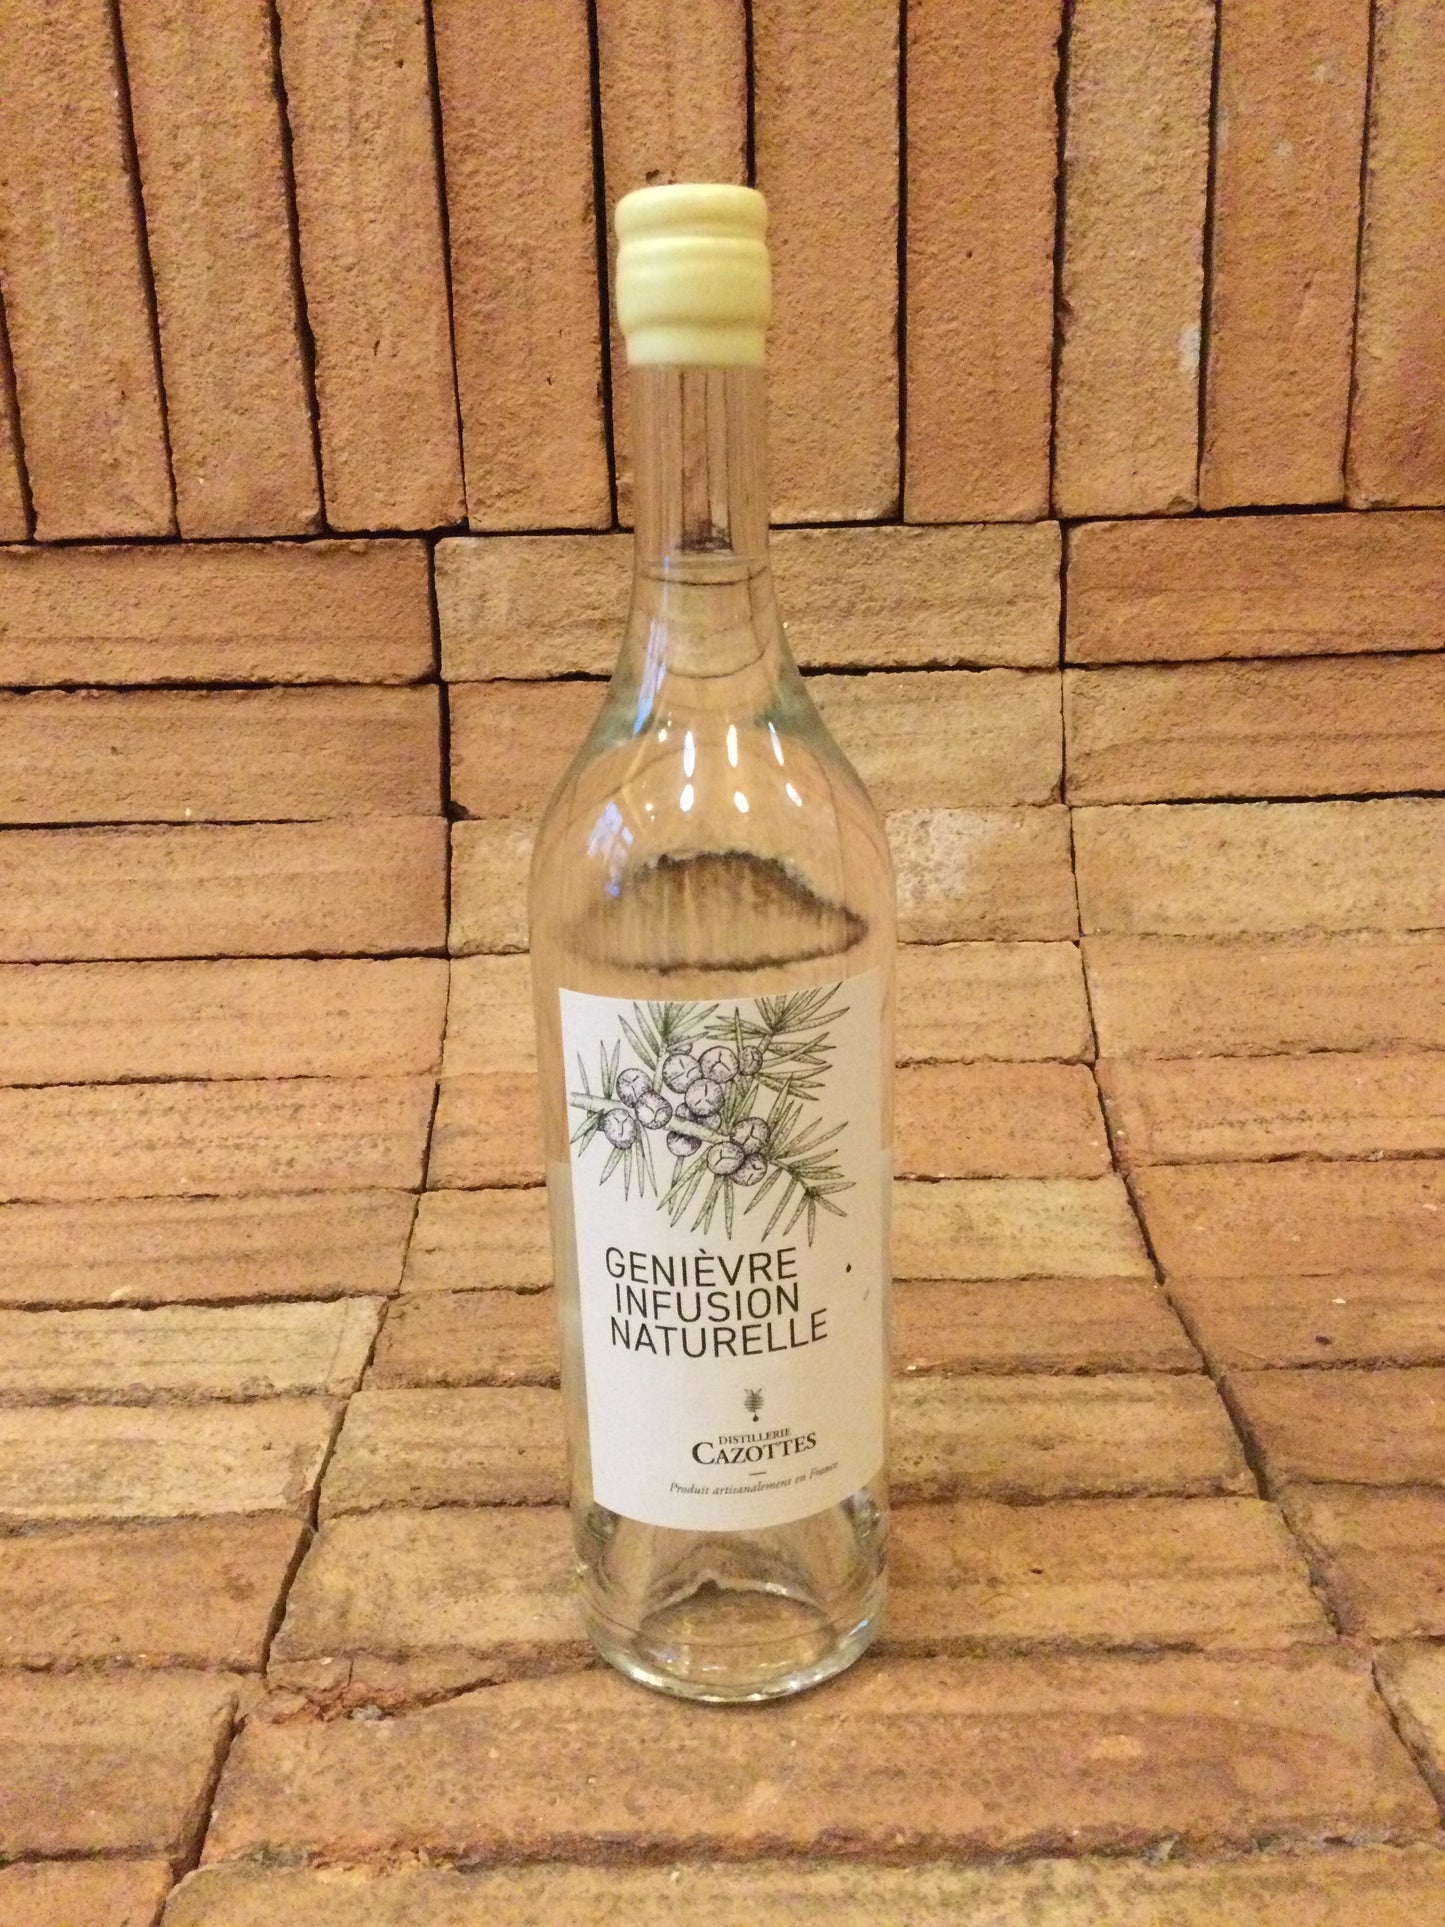 GENIÈVRE
INFUSION
NATURELLE
DISTILLERIE
CAZOTTES
Produit artisanalement en France